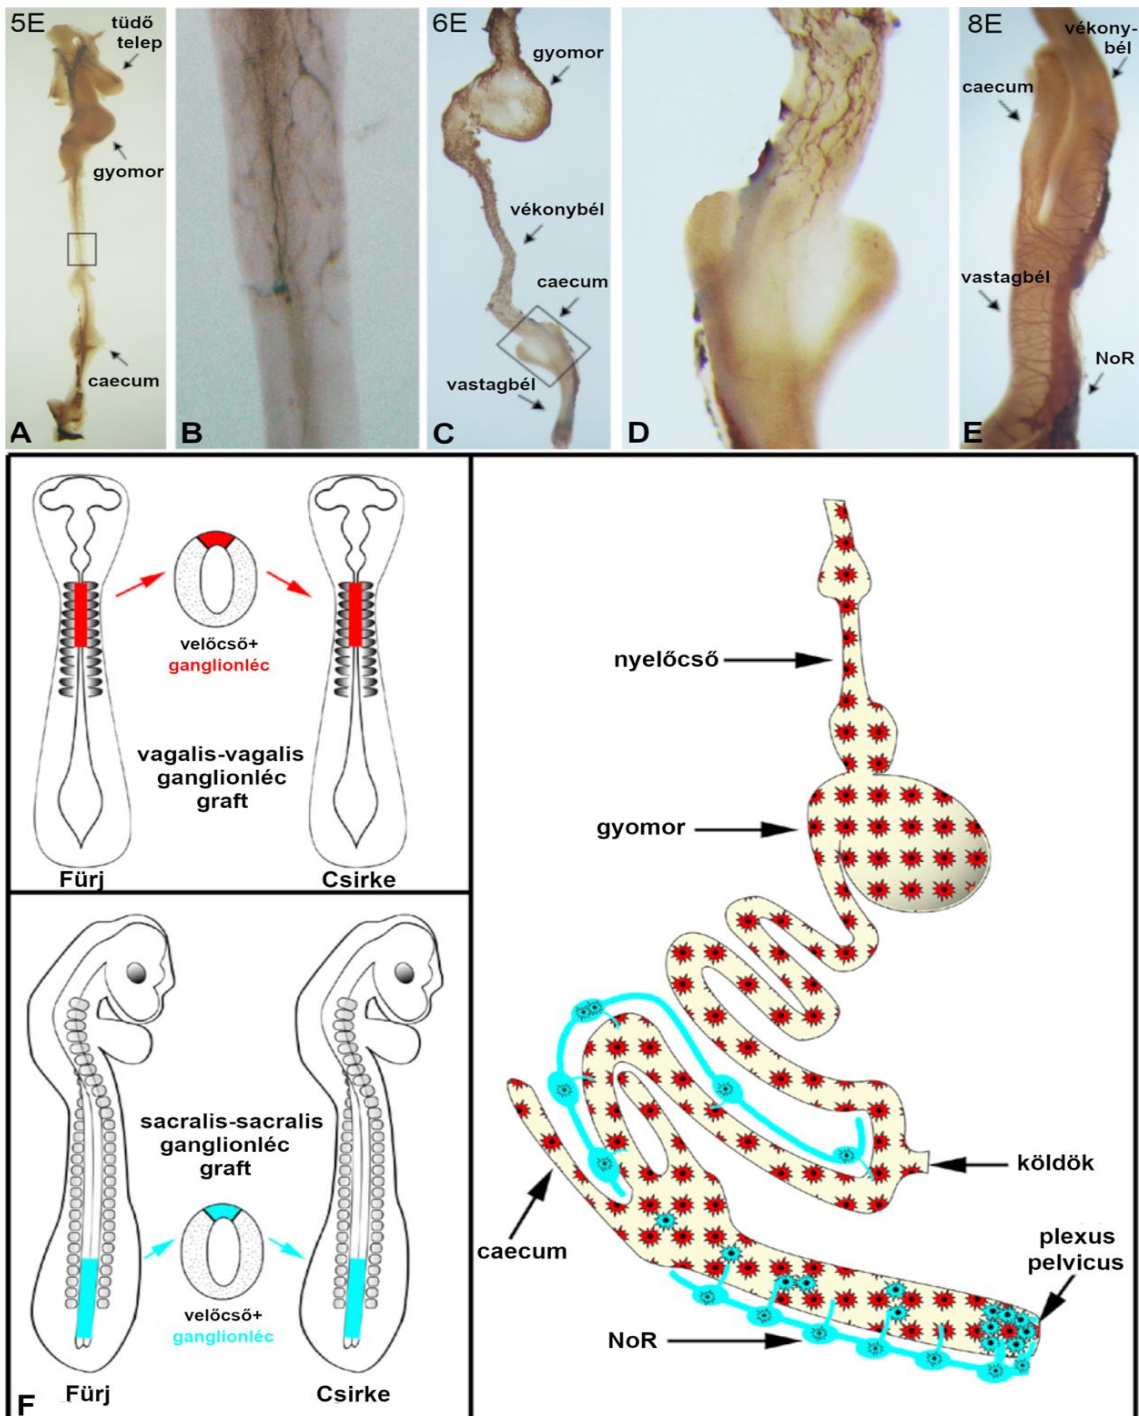 5E
tüdő
telep
gyomor
caecum
A
B
6E
gyomor
vékonybél
caecum
vastagbél
C
D
8E
vékony-
bél
caecum
vastagbél
NoR
E
velőcső+
ganglionléc
vagalis-vagalis
ganglionléc
graft
Fürj
Csirke
sacralis-sacralis
ganglionléc
graft
velőcső+
ganglionléc
Fürj
Csirke
F
nyelőcső
gyomor
köldök
caecum
plexus
pelvicus
NoR